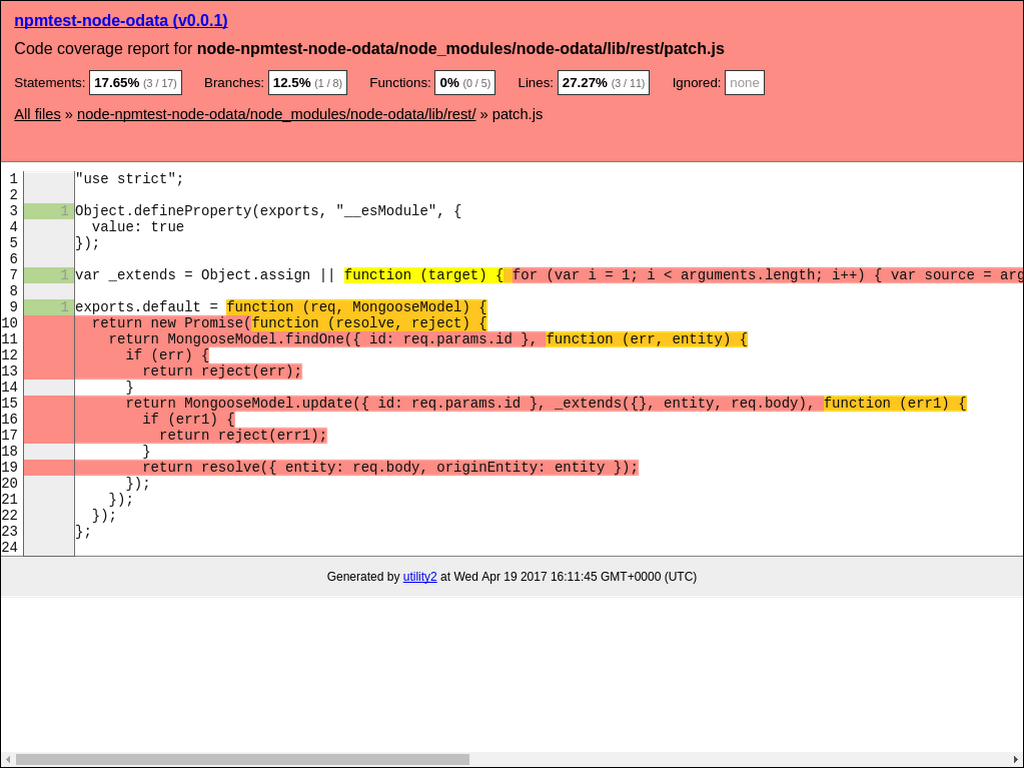 npmtest-node-odata (v0.0.1)
Code coverage report for node-npmtest-node-odata/node_modules/node-odata/lib/rest/patch.js
Statements: 17.65% (3 / 17) Branches: 12.5% (1 / 8) Functions: 0% (0 / 5) Lines: 27.27% (3 / 11) Ignored: none
All files » node-npmtest-node-odata/node_modules/node-odata/lib/rest/ » patch.js
1 "use strict";
2
3 1 Object.defineProperty(exports, "__esModule", {
4   value: true
5 });
6
7 1 var _extends = Object.assign || function (target) { for (var i = 1; i < arguments.length; i++) { var source = arg
8
9 1 exports.default = function (req, MongooseModel) {
10   return new Promise(function (resolve, reject) {
11     return MongooseModel.findOne({ id: req.params.id }, function (err, entity) {
12       if (err) {
13         return reject(err);
14       }
15       return MongooseModel.update({ id: req.params.id }, _extends({}, entity, req.body), function (err1) {
16         if (err1) {
17           return reject(err1);
18         }
19         return resolve({ entity: req.body, originEntity: entity });
20       });
21     });
22   });
23 };
24
Generated by utility2 at Wed Apr 19 2017 16:11:45 GMT+0000 (UTC)